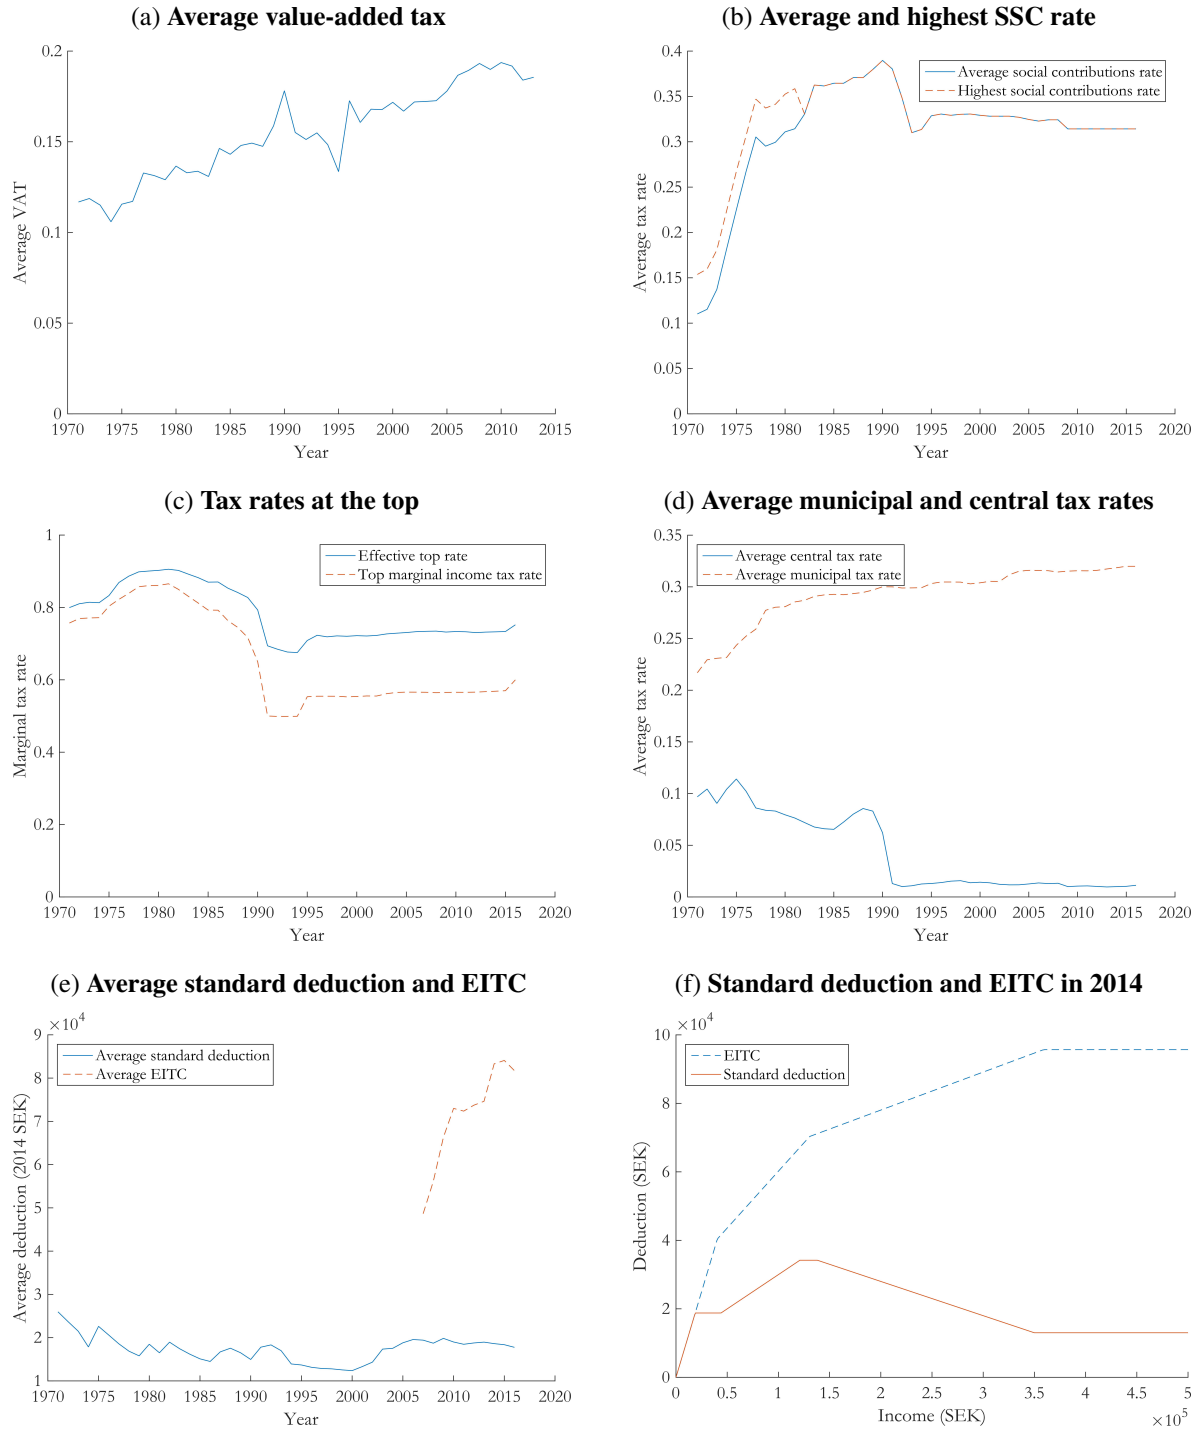 (a) Average value-added tax
0.2
0.15
0.1
0.05
0
Average VAT
1970 1975 1980 1985 1990 1995 2000 2005 2010 2015
Year
(b) Average and highest SSC rate
0.4
0.35
0.3
0.25
0.2
0.15
0.1
0.05
0
Average tax rate
Average social contributions rate
Highest social contributions rate
1970 1975 1980 1985 1990 1995 2000 2005 2010 2015 2020
Year
(c) Tax rates at the top
1
0.8
0.6
0.4
0.2
0
Marginal tax rate
Effective top rate
Top marginal income tax rate
1970 1975 1980 1985 1990 1995 2000 2005 2010 2015 2020
Year
(d) Average municipal and central tax rates
0.35
0.3
0.25
0.2
0.15
0.1
0.05
0
Average tax rate
Average central tax rate
Average municipal tax rate
1970 1975 1980 1985 1990 1995 2000 2005 2010 2015 2020
Year
(e) Average standard deduction and EITC
×10⁴
9
8
7
6
5
4
3
2
1
Average deduction (2014 SEK)
Average standard deduction
Average EITC
1970 1975 1980 1985 1990 1995 2000 2005 2010 2015 2020
Year
(f) Standard deduction and EITC in 2014
×10⁴
10
8
6
4
2
0
Deduction (SEK)
EITC
Standard deduction
0 0.5 1 1.5 2 2.5 3 3.5 4 4.5 5
Income (SEK)
×10⁵